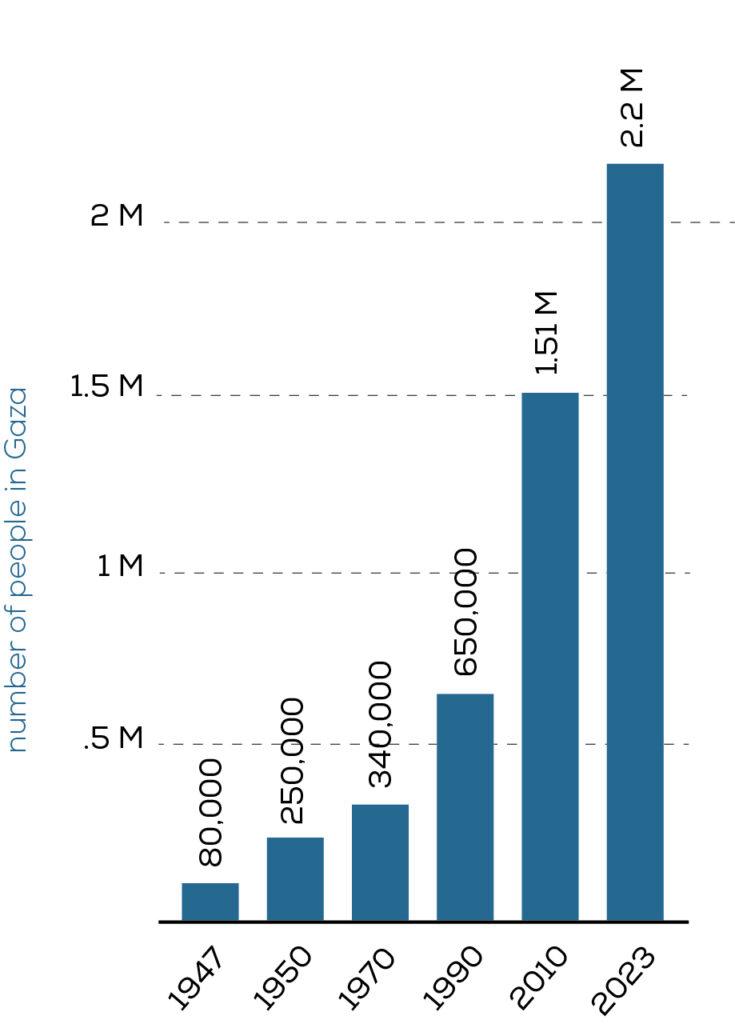 number of people in Gaza
2 M
1.5 M
1 M
.5 M
80,000
250,000
340,000
650,000
1.51 M
2.2 M
1947
1950
1970
1990
2010
2023